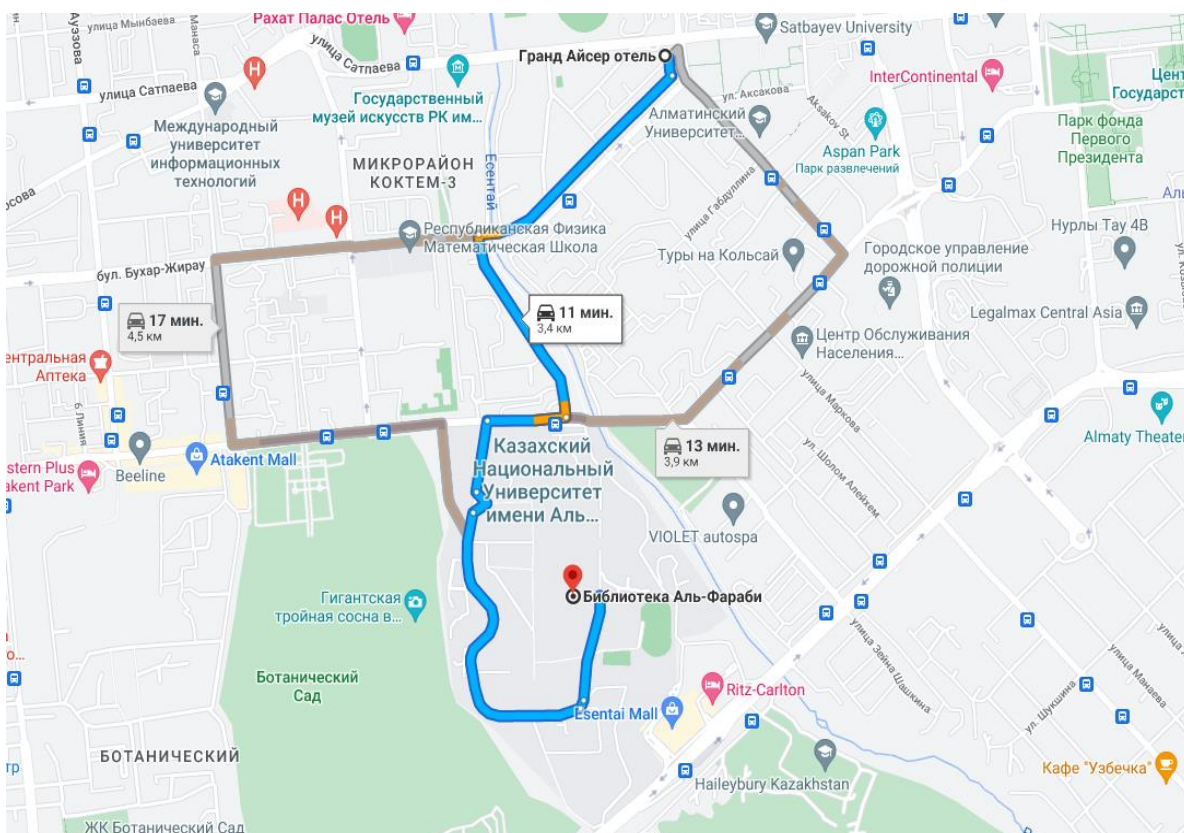 Рахат Палас Отель
улица Мынбаева
Ауэзова
Манаса
улица Сатпаева
Гранд Айсер отель
Satbayev University
InterContinental
улица Сатпаева
Государственный
музей искусств РК им...
ул. Аксакова
Aksakov St.
Алматинский
Университет...
Международный
университет
информационных
технологий
МИКРОРАЙОН
КОКТЕМ-3
Есентай
Aspan Park
Парк развлечений
Парк фонда
Первого
Президента
улица Габдуллина
Республиканская Физика
Математическая Школа
Туры на Кольсай
Городское управление
дорожной полиции
Нурлы Тау 4B
бул. Бухар-Жирау
17 мин.
4,5 км
11 мин.
3,4 км
Legalmax Central Asia
Центр Обслуживания
Населения...
Аптека
6 Линия
улица Маркова
13 мин.
3,9 км
Almaty Theater
Atakent Mall
Beeline
Казахский
Национальный
Университет
имени Аль...
ул. Шолом Алейхем
VIOLET autospa
Библиотека Аль-Фараби
Гигантская
тройная сосна в...
улица Зейна Шашкина
Ботанический
Сад
Ritz-Carlton
Esentai Mall
ул. Шукшина
улица Манаева
БОТАНИЧЕСКИЙ
Кафе "Узбечка"
Haileybury Kazakhstan
ЖК Ботанический Сад